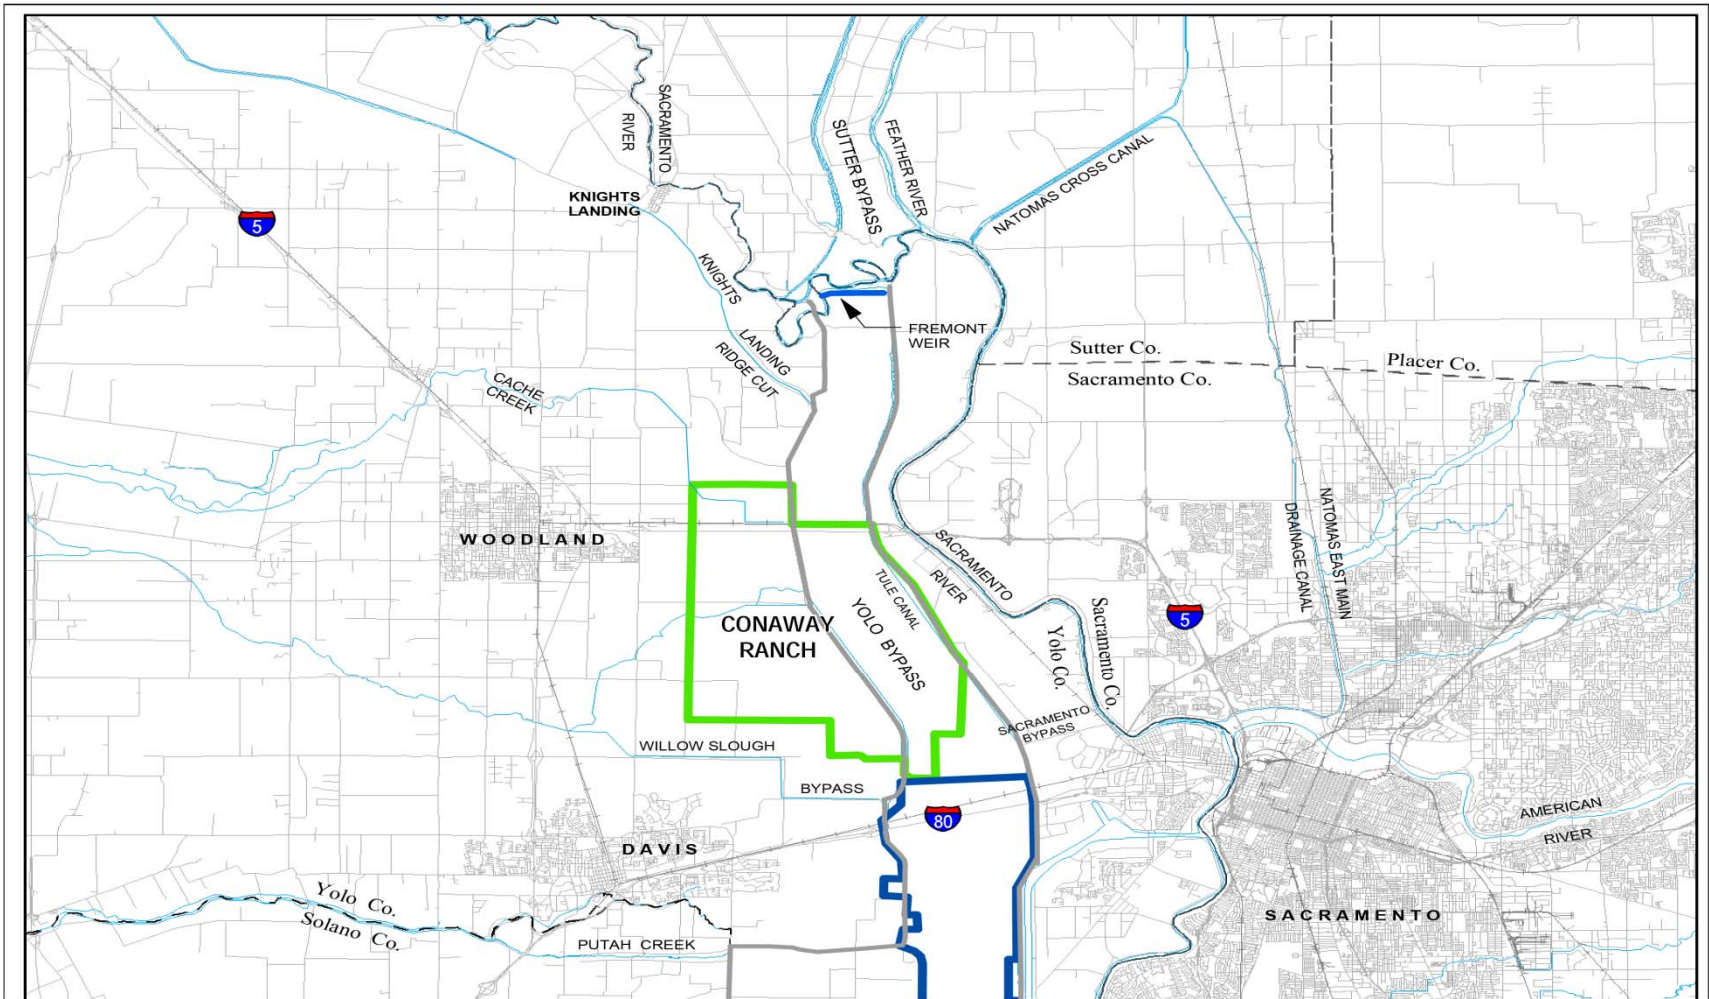 SACRAMENTO
RIVER
SUTTER BYPASS
FEATHER RIVER
NATOMAS CROSS CANAL
KNIGHTS
LANDING
5
KNIGHTS
LANDING
RIDGE CUT
FREMONT
WEIR
Sutter Co.
Sacramento Co.
Placer Co.
CACHE
CREEK
WOODLAND
SACRAMENTO
RIVER
DRAINAGE CANAL
NATOMAS EAST MAIN
TULE CANAL
YOLO BYPASS
CONAWAY
RANCH
Yolo Co.
Sacramento Co.
5
SACRAMENTO
BYPASS
WILLOW SLOUGH
BYPASS
80
AMERICAN
RIVER
DAVIS
Yolo Co.
Solano Co.
PUTAH CREEK
SACRAMENTO